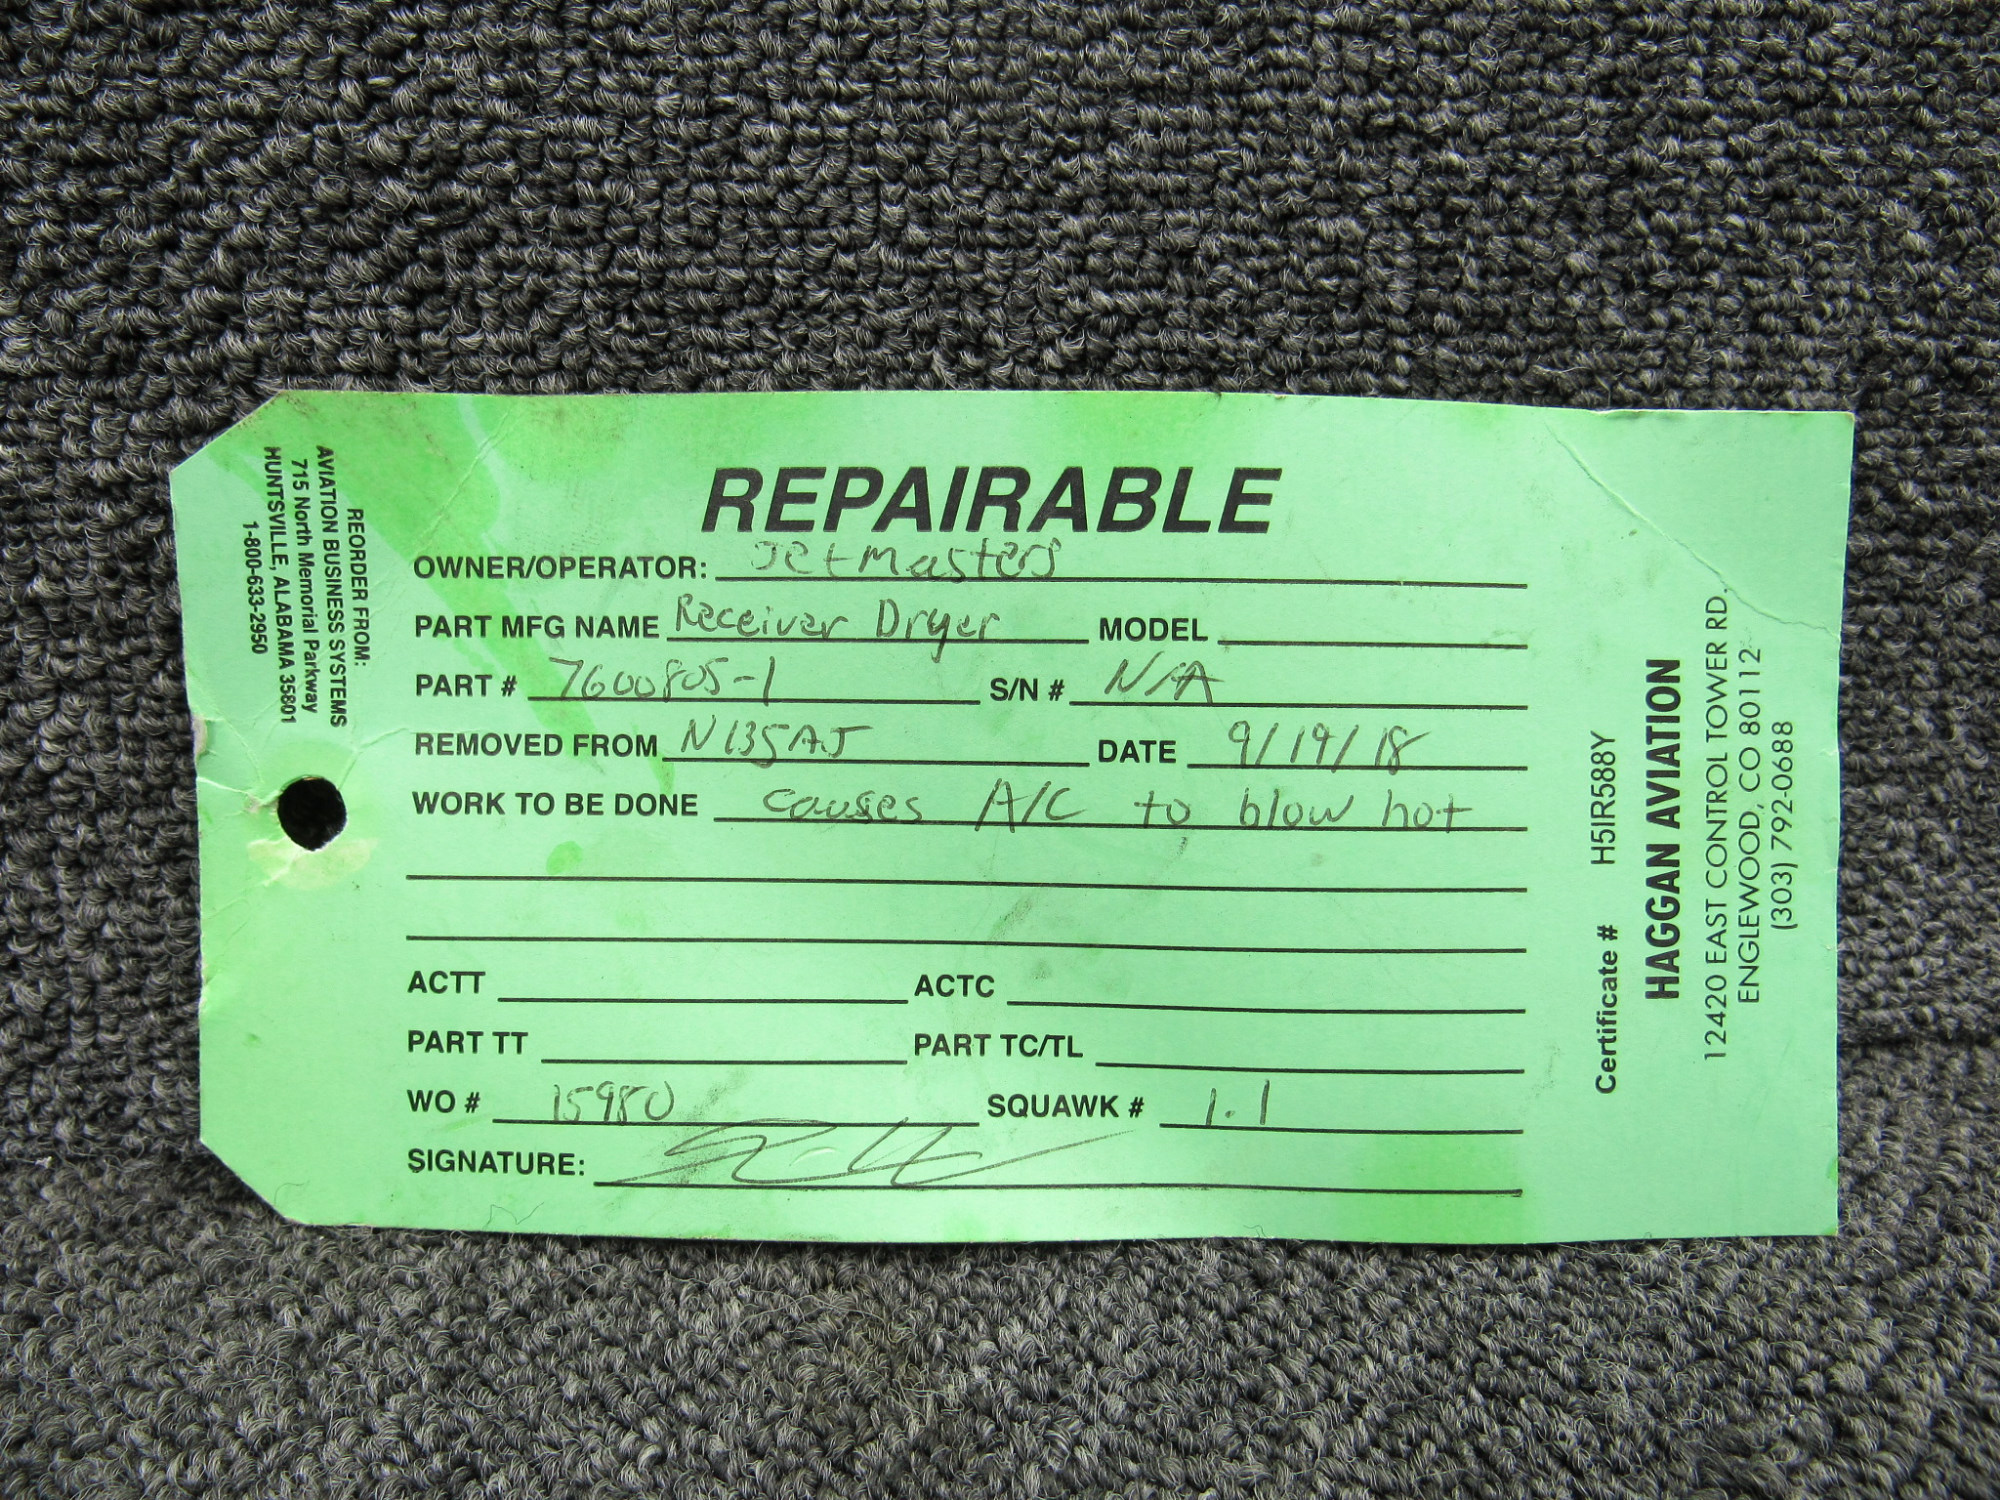 REPAIRABLE
OWNER/OPERATOR: Jetmasters
PART MFG NAME Receiver Dryer MODEL
PART # 7600805-1 S/N # N/A
REMOVED FROM N135AJ DATE 9/19/18
WORK TO BE DONE causes A/C to blow hot
ACTT ACTC
PART TT PART TC/TL
WO # 15980 SQUAWK # 1.1
SIGNATURE:
REORDER FROM:
AVIATION BUSINESS SYSTEMS
715 North Memorial Parkway
HUNTSVILLE, ALABAMA 35801
1-800-633-2950
Certificate # H5IR588Y
HAGGAN AVIATION
12420 EAST CONTROL TOWER RD.
ENGLEWOOD, CO 80112
(303) 792-0688